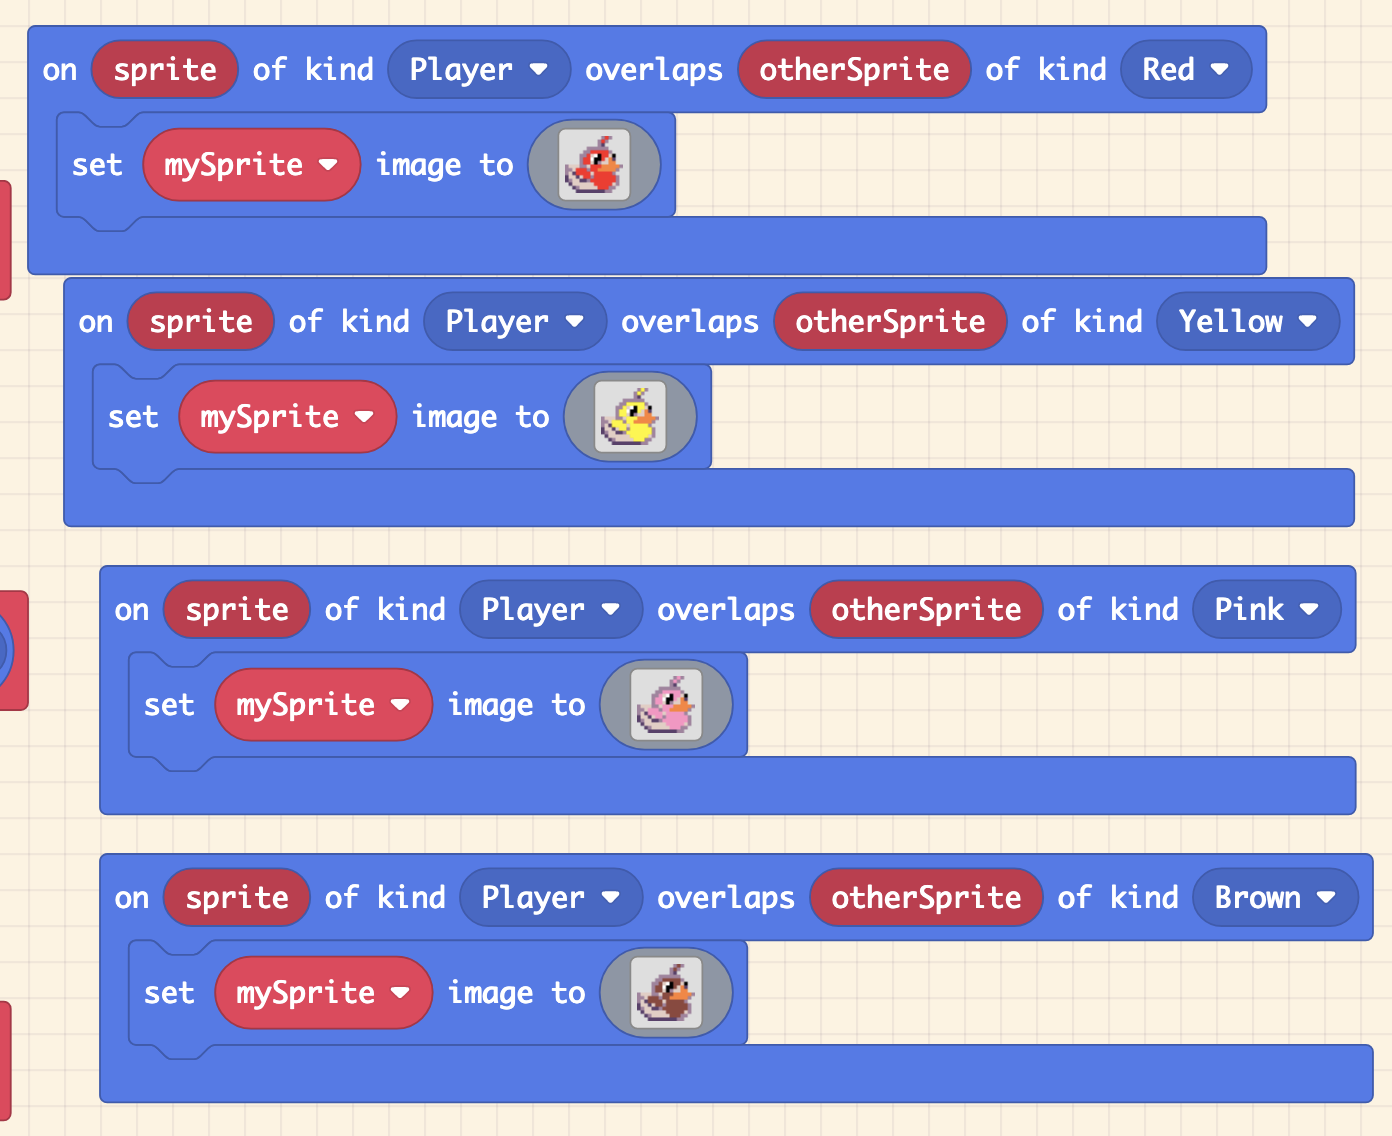 on sprite of kind Player overlaps otherSprite of kind Red
set mySprite image to
on sprite of kind Player overlaps otherSprite of kind Yellow
set mySprite image to
on sprite of kind Player overlaps otherSprite of kind Pink
set mySprite image to
on sprite of kind Player overlaps otherSprite of kind Brown
set mySprite image to